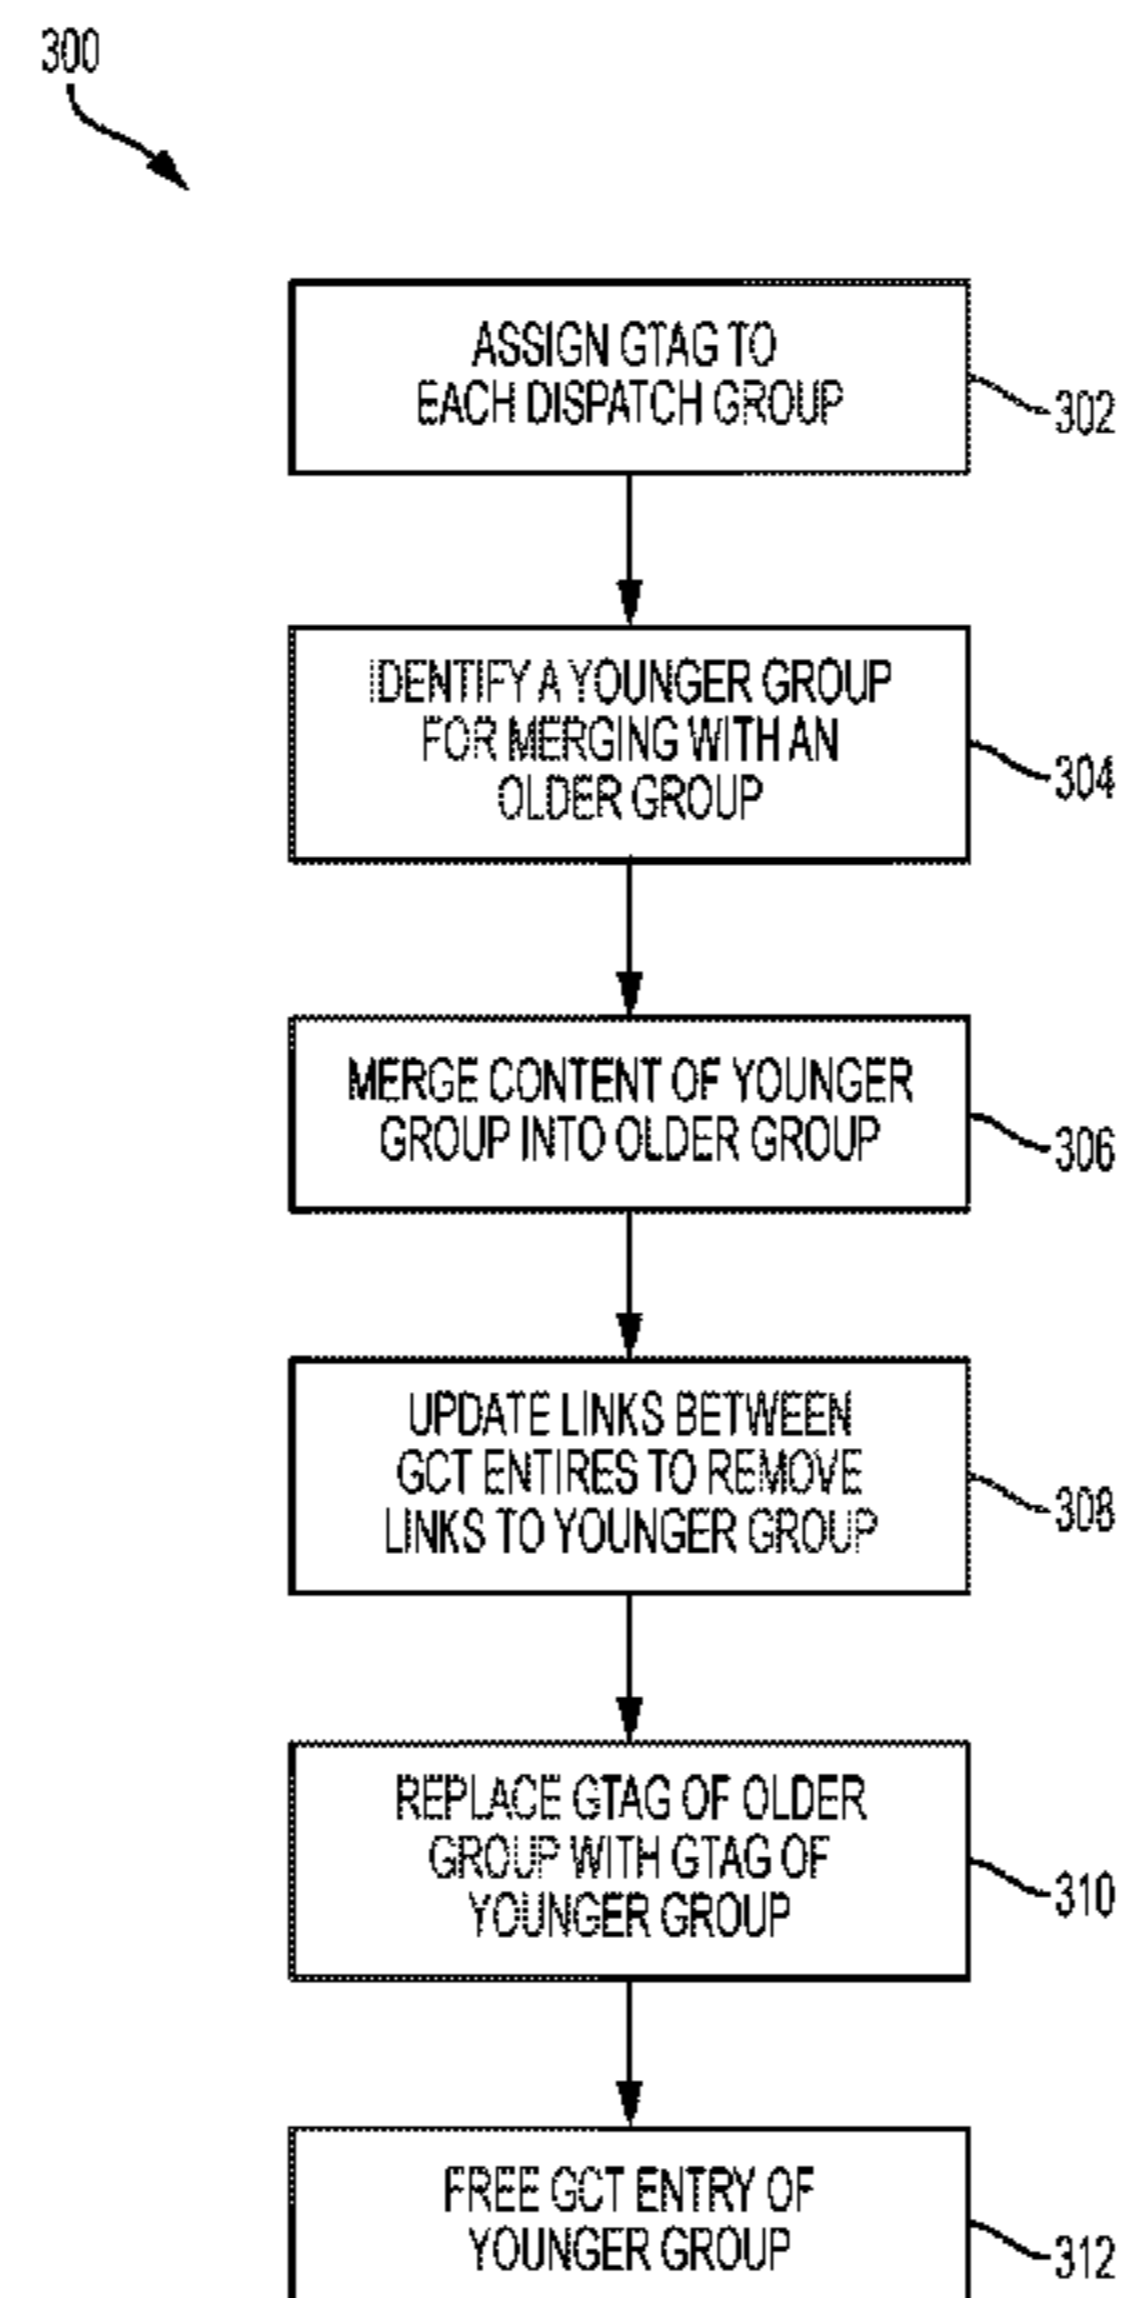 300
ASSIGN GTAG TO
EACH DISPATCH GROUP
302
IDENTIFY A YOUNGER GROUP
FOR MERGING WITH AN
OLDER GROUP
304
MERGE CONTENT OF YOUNGER
GROUP INTO OLDER GROUP
306
UPDATE LINKS BETWEEN
GCT ENTIRES TO REMOVE
LINKS TO YOUNGER GROUP
308
REPLACE GTAG OF OLDER
GROUP WITH GTAG OF
YOUNGER GROUP
310
FREE GCT ENTRY OF
YOUNGER GROUP
312